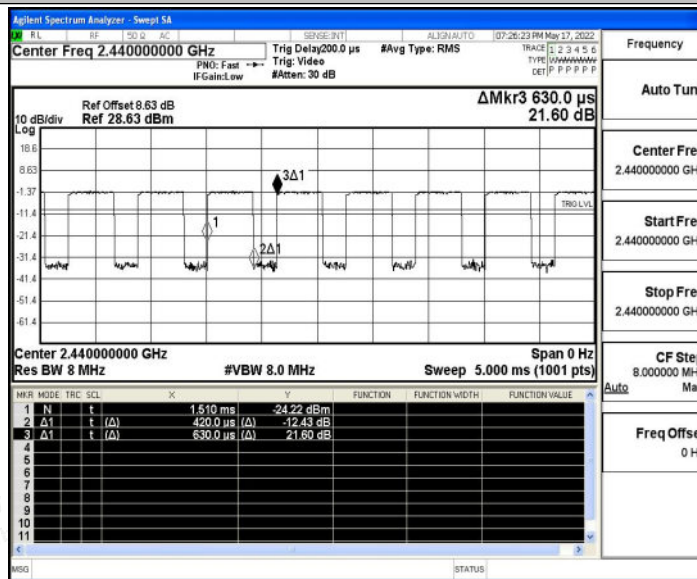 Agilent Spectrum Analyzer - Swept SA
RL RF 50 Ω AC SENSE:INT ALIGNAUTO 07:26:23 PM May 17, 2022
Center Freq 2.440000000 GHz
PNO: Fast
IFGain:Low
Trig Delay200.0 µs
Trig: Video
#Atten: 30 dB
#Avg Type: RMS
TRACE 1 2 3 4 5 6
TYPE WWWWWW
DET P P P P P P
ΔMkr3 630.0 µs
21.60 dB
Ref Offset 8.63 dB
10 dB/div Ref 28.63 dBm
Log
18.6
8.63
-1.37
-11.4
-21.4
-31.4
-41.4
-51.4
-61.4
3Δ1
TRIG LVL
1
2Δ1
Center 2.440000000 GHz Span 0 Hz
Res BW 8 MHz #VBW 8.0 MHz Sweep 5.000 ms (1001 pts)
MKR MODE TRC SCL X Y FUNCTION FUNCTION WIDTH FUNCTION VALUE
1 N t 1.510 ms -24.22 dBm
2 Δ1 t (Δ) 420.0 µs (Δ) -12.43 dB
3 Δ1 t (Δ) 630.0 µs (Δ) 21.60 dB
4
5
6
7
8
9
10
11
MSG STATUS
Frequency
Auto Tun
Center Fre
2.440000000 GH
Start Fre
2.440000000 GH
Stop Fre
2.440000000 GH
CF Step
8.000000 MH
Auto Ma
Freq Offse
0 H